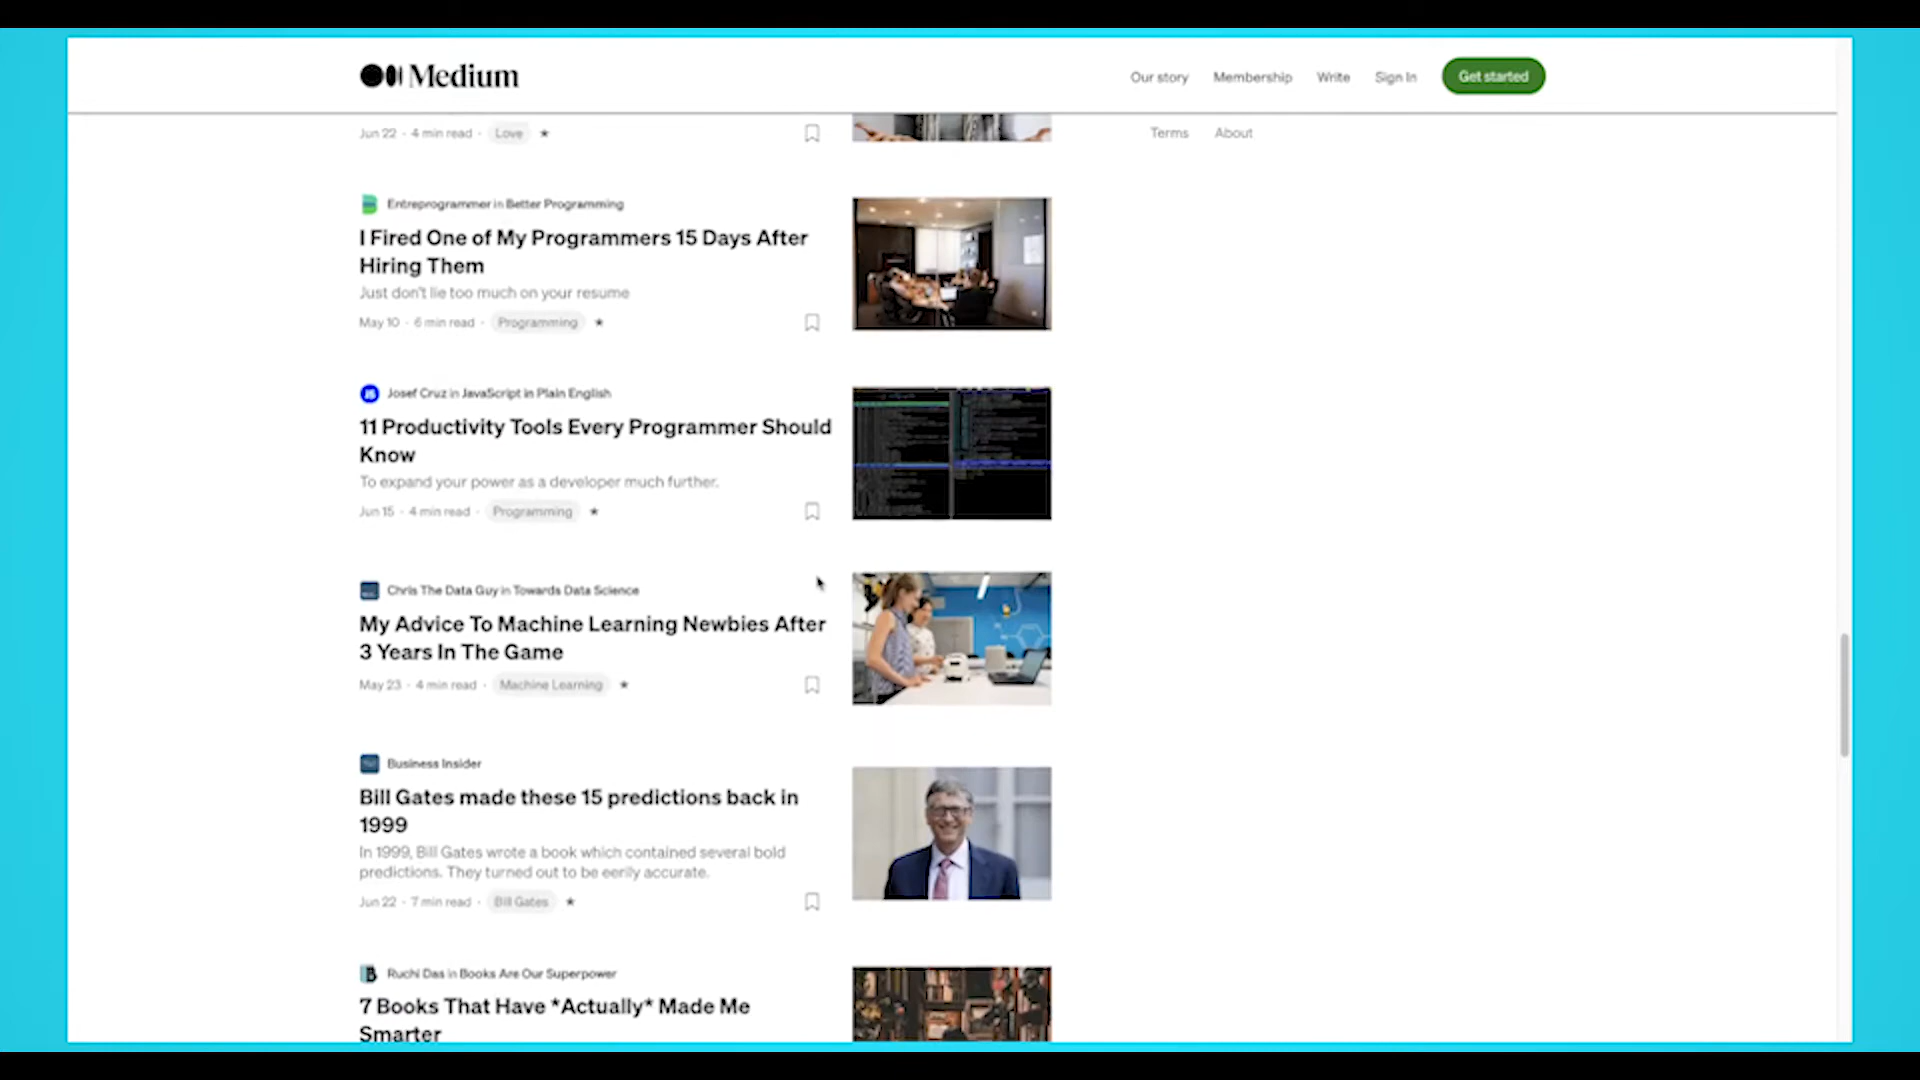 Medium
Our story Membership Write Sign In Get started
Jun 22 · 4 min read · Love ★
Terms About
Entreprogrammer in Better Programming
I Fired One of My Programmers 15 Days After
Hiring Them
Just don't lie too much on your resume
May 10 · 6 min read · Programming ★
JS Josef Cruz in JavaScript in Plain English
11 Productivity Tools Every Programmer Should
Know
To expand your power as a developer much further.
Jun 15 · 4 min read · Programming ★
Chris The Data Guy in Towards Data Science
My Advice To Machine Learning Newbies After
3 Years In The Game
May 23 · 4 min read · Machine Learning ★
Business Insider
Bill Gates made these 15 predictions back in
1999
In 1999, Bill Gates wrote a book which contained several bold
predictions. They turned out to be eerily accurate.
Jun 22 · 7 min read · Bill Gates ★
B Ruchi Das in Books Are Our Superpower
7 Books That Have *Actually* Made Me
Smarter